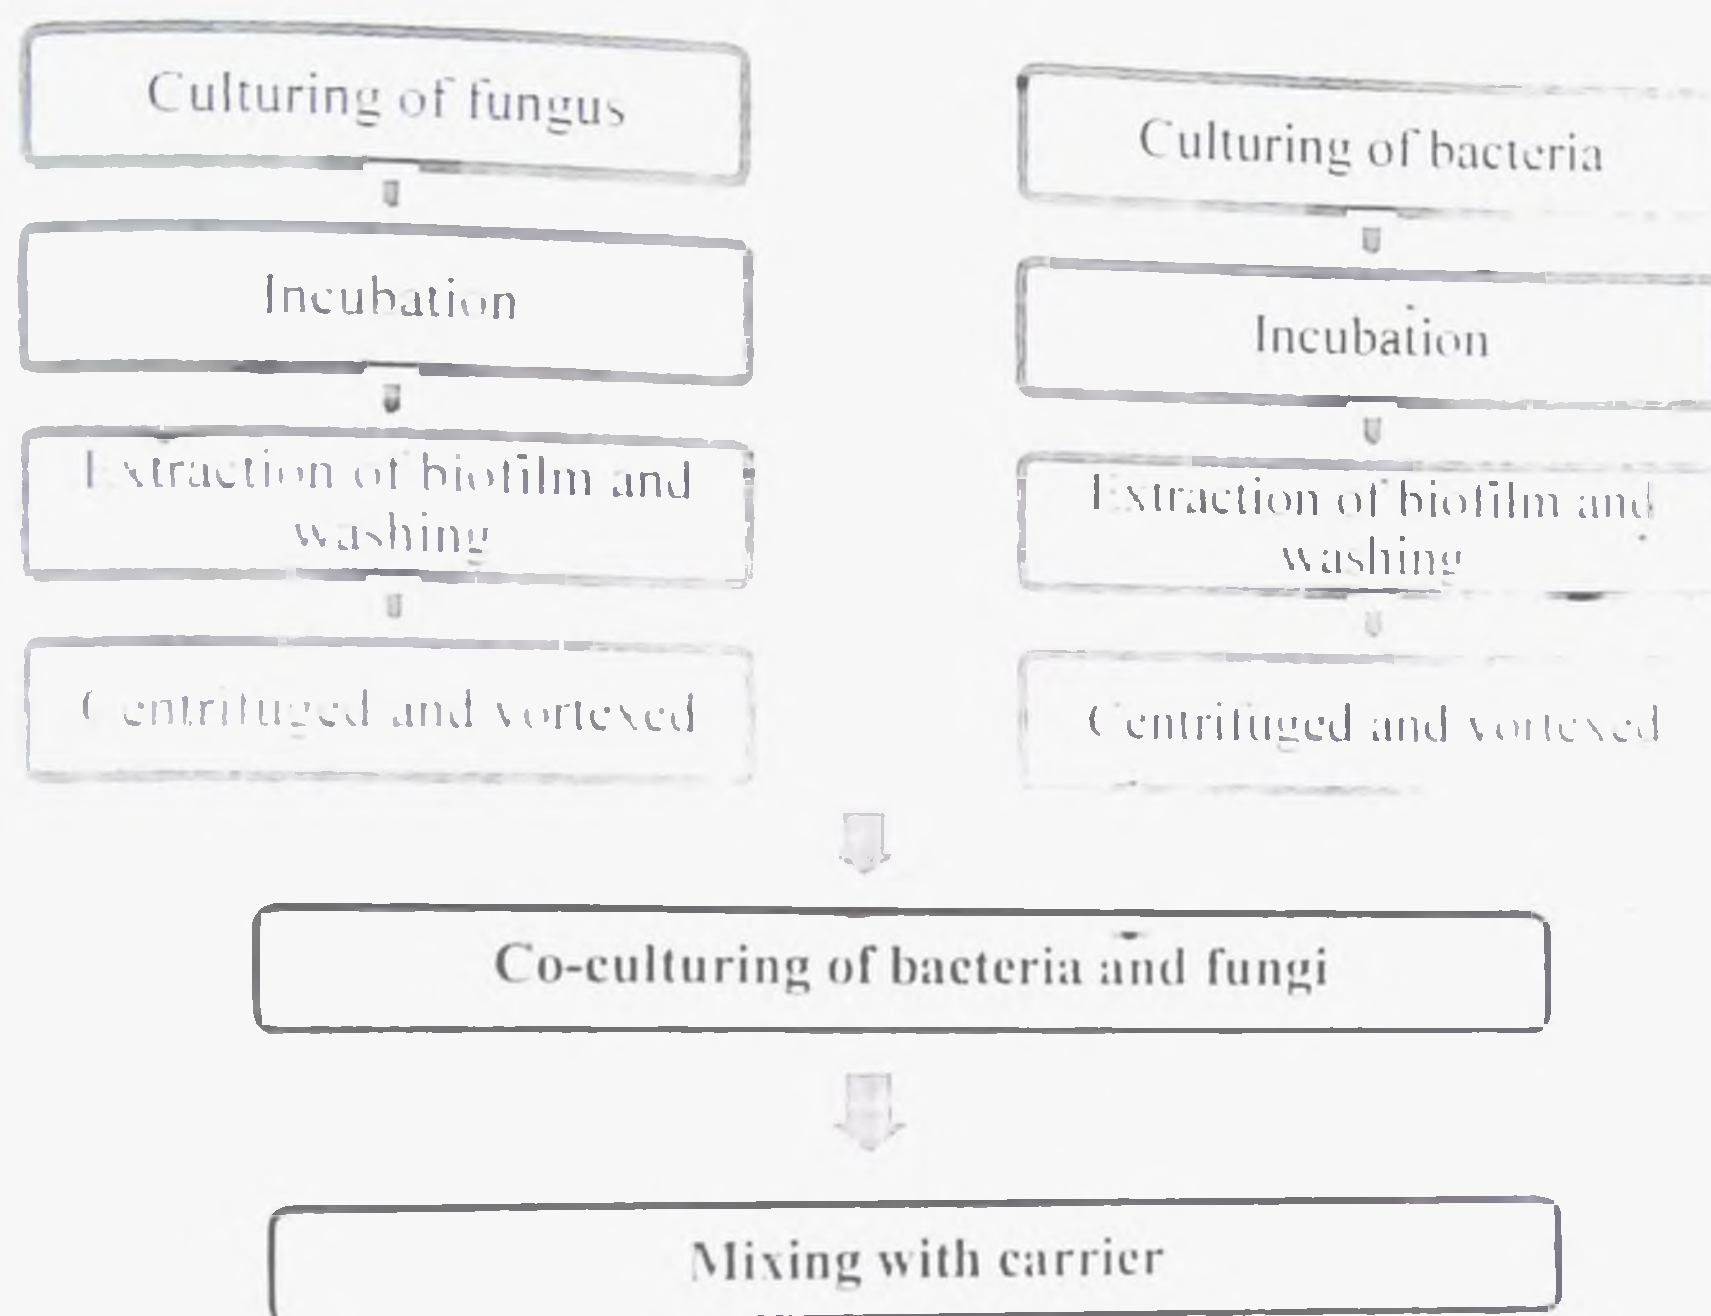 Culturing of fungus
Incubation
Extraction of biofilm and
washing
Centrifuged and vortexed
Culturing of bacteria
Incubation
Extraction of biofilm and
washing
Centrifuged and vortexed
Co-culturing of bacteria and fungi
Mixing with carrier